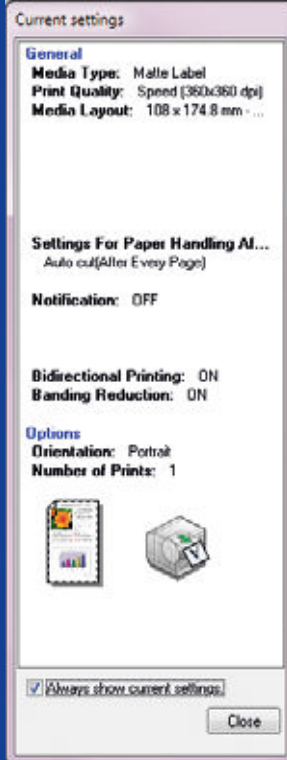 Current settings
General
Media Type: Matte Label
Print Quality: Speed (360x360 dpi)
Media Layout: 108 x 174.8 mm - ...
Settings For Paper Handling Af...
Auto cut(After Every Page)
Notification: OFF
Bidirectional Printing: ON
Banding Reduction: ON
Options
Orientation: Portrait
Number of Prints: 1
Always show current settings.
Close